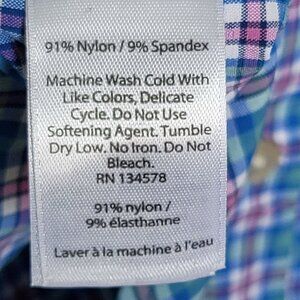 91% Nylon / 9% Spandex
Machine Wash Cold With
Like Colors, Delicate
Cycle. Do Not Use
Softening Agent. Tumble
Dry Low. No Iron. Do Not
Bleach.
RN 134578
91% nylon /
9% élasthanne
Laver à la machine à l'eau